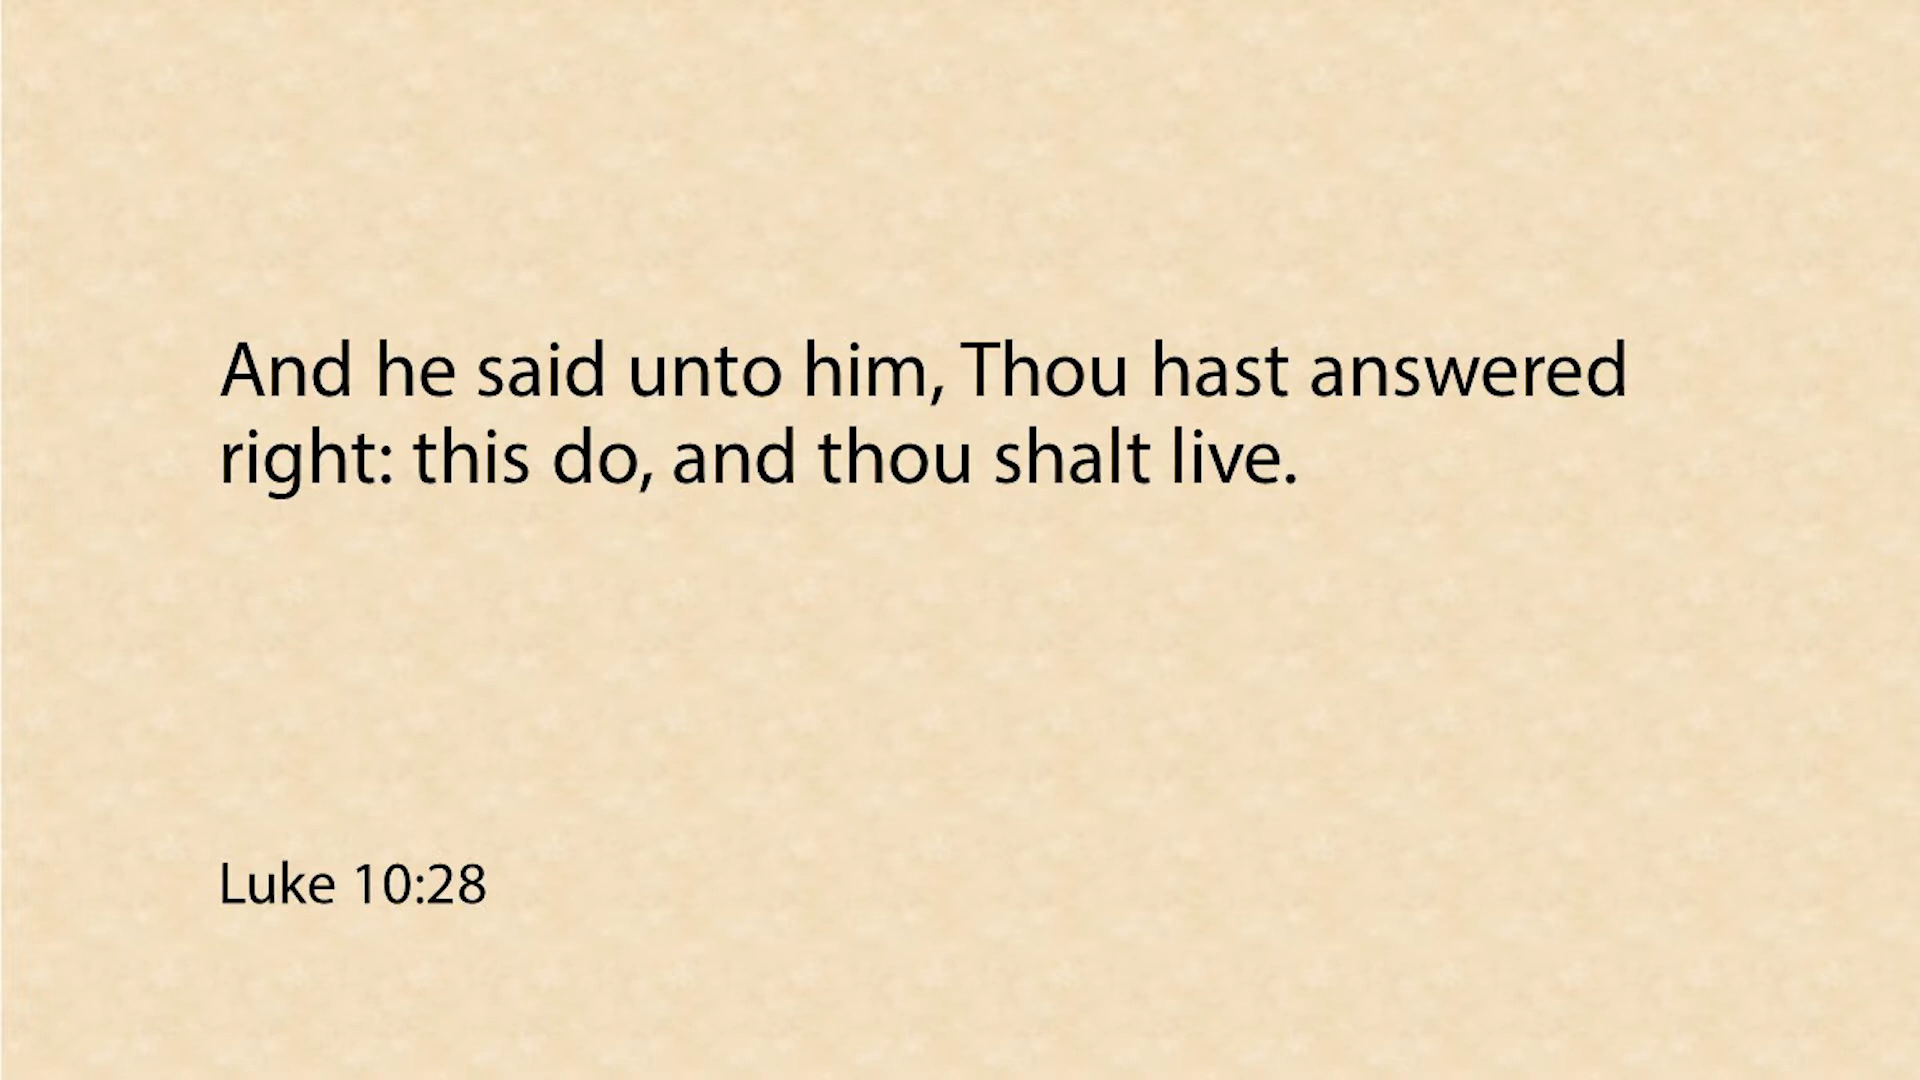 And he said unto him, Thou hast answered
right: this do, and thou shalt live.
Luke 10:28